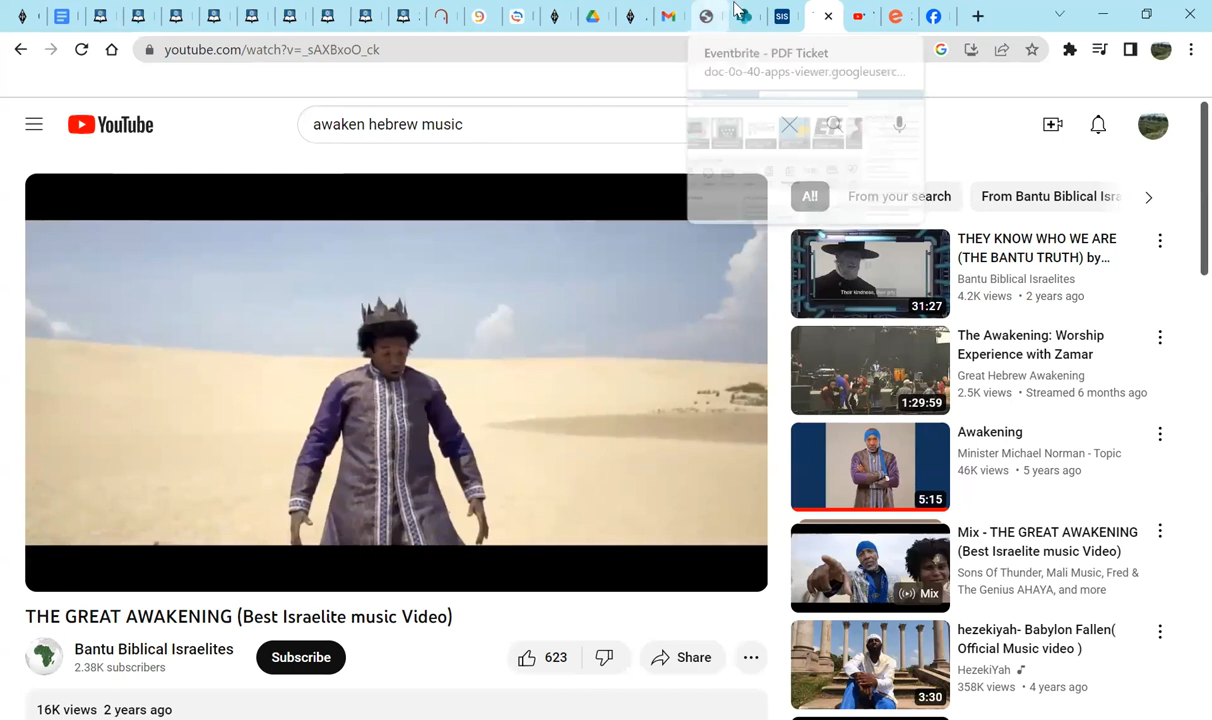 SIS
youtube.com/watch?v=_sAXBxoO_ck
Eventbrite - PDF Ticket
doc-0o-40-apps-viewer.googleuserc...
YouTube
awaken hebrew music
All
From your search
From Bantu Biblical Isra
THEY KNOW WHO WE ARE
(THE BANTU TRUTH) by…
Bantu Biblical Israelites
4.2K views • 2 years ago
31:27
The Awakening: Worship
Experience with Zamar
Great Hebrew Awakening
2.5K views • Streamed 6 months ago
1:29:59
Awakening
Minister Michael Norman - Topic
46K views • 5 years ago
5:15
Mix - THE GREAT AWAKENING
(Best Israelite music Video)
Sons Of Thunder, Mali Music, Fred &
The Genius AHAYA, and more
Mix
hezekiyah- Babylon Fallen(
Official Music video )
HezekiYah
358K views • 4 years ago
3:30
THE GREAT AWAKENING (Best Israelite music Video)
Bantu Biblical Israelites
2.38K subscribers
Subscribe
623
Share
16K views 2 years ago